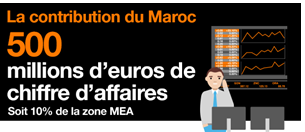 La contribution du Maroc
500
millions d'euros de
chiffre d'affaires
Soit 10% de la zone MEA